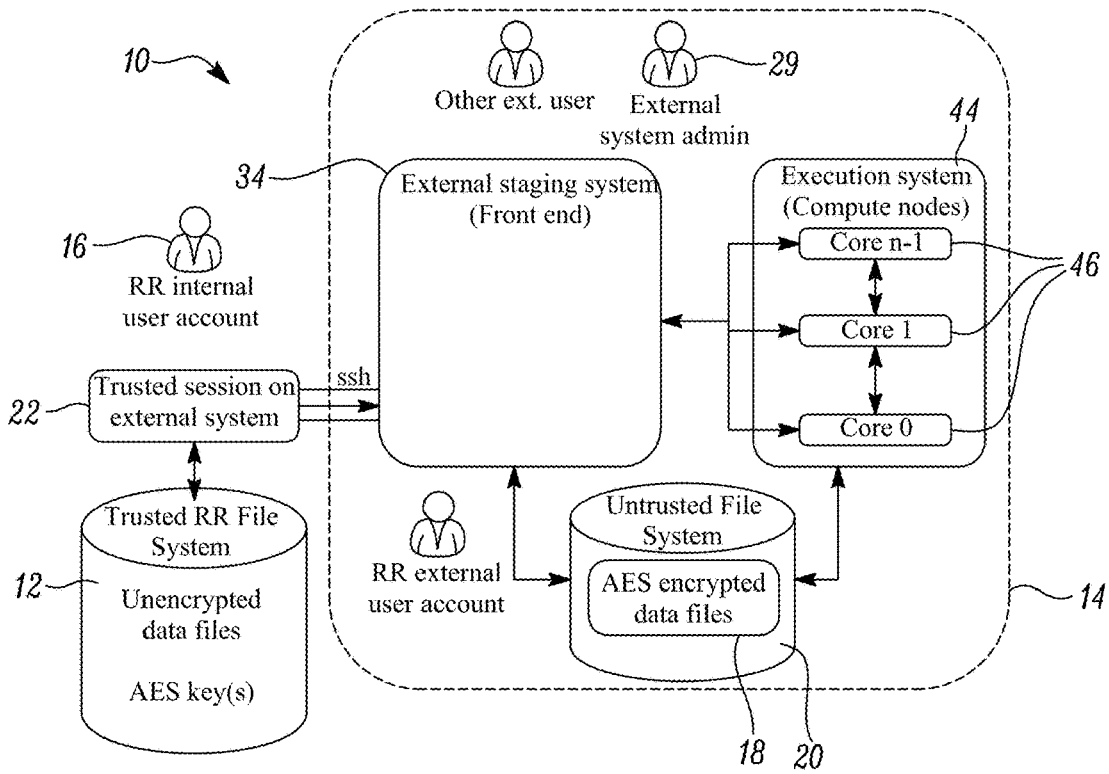 10
Other ext. user
External
system admin
29
34
External staging system
(Front end)
44
Execution system
(Compute nodes)
Core n-1
Core 1
Core 0
46
16
RR internal
user account
22
Trusted session on
external system
ssh
Trusted RR File
System
12
Unencrypted
data files
AES key(s)
RR external
user account
Untrusted File
System
AES encrypted
data files
14
18
20